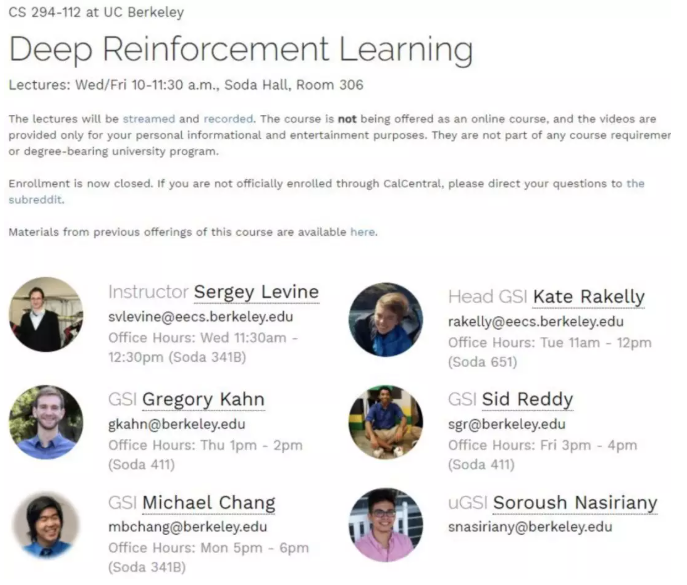 CS 294-112 at UC Berkeley
Deep Reinforcement Learning
Lectures: Wed/Fri 10-11:30 a.m., Soda Hall, Room 306
The lectures will be streamed and recorded. The course is not being offered as an online course, and the videos are
provided only for your personal informational and entertainment purposes. They are not part of any course requiremer
or degree-bearing university program.
Enrollment is now closed. If you are not officially enrolled through CalCentral, please direct your questions to the
subreddit.
Materials from previous offerings of this course are available here.
Instructor Sergey Levine
svlevine@eecs.berkeley.edu
Office Hours: Wed 11:30am -
12:30pm (Soda 341B)
Head GSI Kate Rakelly
rakelly@eecs.berkeley.edu
Office Hours: Tue 11am - 12pm
(Soda 651)
GSI Gregory Kahn
gkahn@berkeley.edu
Office Hours: Thu 1pm - 2pm
(Soda 411)
GSI Sid Reddy
sgr@berkeley.edu
Office Hours: Fri 3pm - 4pm
(Soda 411)
GSI Michael Chang
mbchang@berkeley.edu
Office Hours: Mon 5pm - 6pm
(Soda 341B)
uGSI Soroush Nasiriany
snasiriany@berkeley.edu